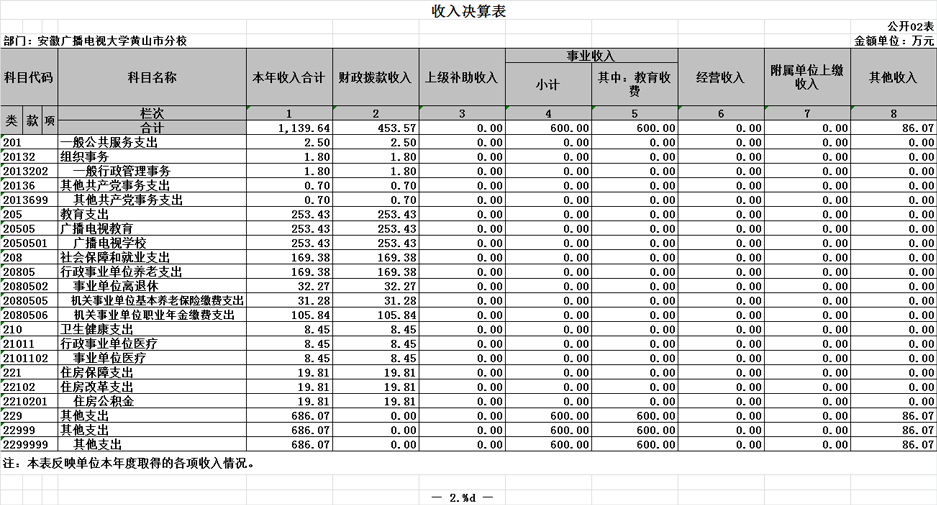 收入决算表
公开02表
部门：安徽广播电视大学黄山市分校 金额单位：万元
科目代码 科目名称 本年收入合计 财政拨款收入 上级补助收入 事业收入 经营收入 附属单位上缴收入 其他收入
小计 其中：教育收费
类 款 项 栏次 1 2 3 4 5 6 7 8
合计 1,139.64 453.57 0.00 600.00 600.00 0.00 0.00 86.07
201 一般公共服务支出 2.50 2.50 0.00 0.00 0.00 0.00 0.00 0.00
20132 组织事务 1.80 1.80 0.00 0.00 0.00 0.00 0.00 0.00
2013202 一般行政管理事务 1.80 1.80 0.00 0.00 0.00 0.00 0.00 0.00
20136 其他共产党事务支出 0.70 0.70 0.00 0.00 0.00 0.00 0.00 0.00
2013699 其他共产党事务支出 0.70 0.70 0.00 0.00 0.00 0.00 0.00 0.00
205 教育支出 253.43 253.43 0.00 0.00 0.00 0.00 0.00 0.00
20505 广播电视教育 253.43 253.43 0.00 0.00 0.00 0.00 0.00 0.00
2050501 广播电视学校 253.43 253.43 0.00 0.00 0.00 0.00 0.00 0.00
208 社会保障和就业支出 169.38 169.38 0.00 0.00 0.00 0.00 0.00 0.00
20805 行政事业单位养老支出 169.38 169.38 0.00 0.00 0.00 0.00 0.00 0.00
2080502 事业单位离退休 32.27 32.27 0.00 0.00 0.00 0.00 0.00 0.00
2080505 机关事业单位基本养老保险缴费支出 31.28 31.28 0.00 0.00 0.00 0.00 0.00 0.00
2080506 机关事业单位职业年金缴费支出 105.84 105.84 0.00 0.00 0.00 0.00 0.00 0.00
210 卫生健康支出 8.45 8.45 0.00 0.00 0.00 0.00 0.00 0.00
21011 行政事业单位医疗 8.45 8.45 0.00 0.00 0.00 0.00 0.00 0.00
2101102 事业单位医疗 8.45 8.45 0.00 0.00 0.00 0.00 0.00 0.00
221 住房保障支出 19.81 19.81 0.00 0.00 0.00 0.00 0.00 0.00
22102 住房改革支出 19.81 19.81 0.00 0.00 0.00 0.00 0.00 0.00
2210201 住房公积金 19.81 19.81 0.00 0.00 0.00 0.00 0.00 0.00
229 其他支出 686.07 0.00 0.00 600.00 600.00 0.00 0.00 86.07
22999 其他支出 686.07 0.00 0.00 600.00 600.00 0.00 0.00 86.07
2299999 其他支出 686.07 0.00 0.00 600.00 600.00 0.00 0.00 86.07
注：本表反映单位本年度取得的各项收入情况。
— 2.%d —